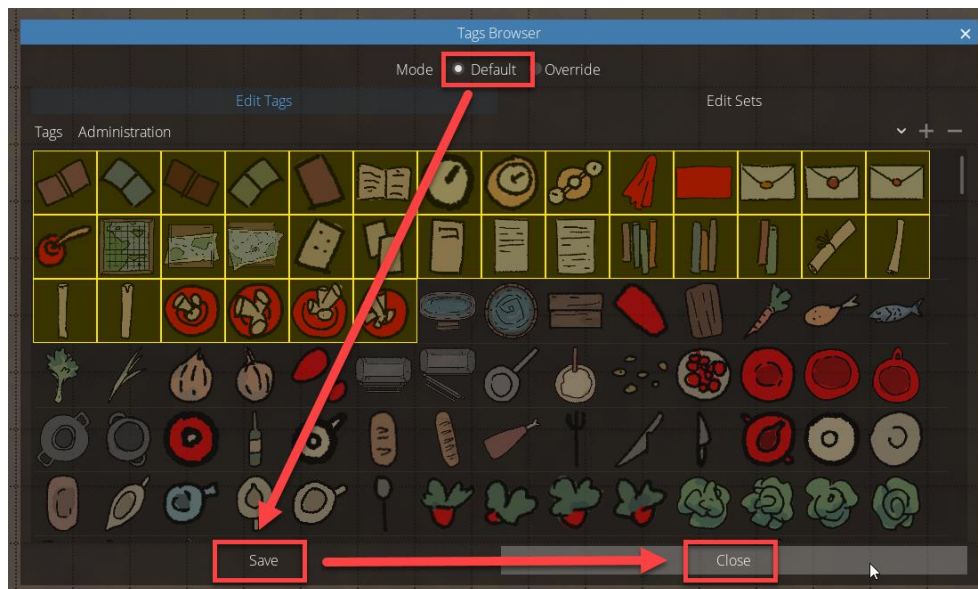 Tags Browser
Mode Default Override
Edit Tags Edit Sets
Tags Administration
Save Close